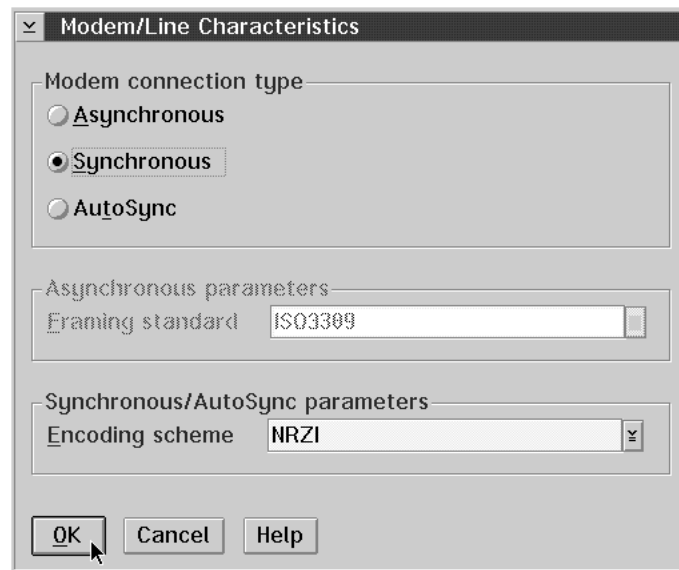 Modem/Line Characteristics
Modem connection type
Asynchronous
Synchronous
AutoSync
Asynchronous parameters
Framing standard ISO3309
Synchronous/AutoSync parameters
Encoding scheme NRZI
OK Cancel Help